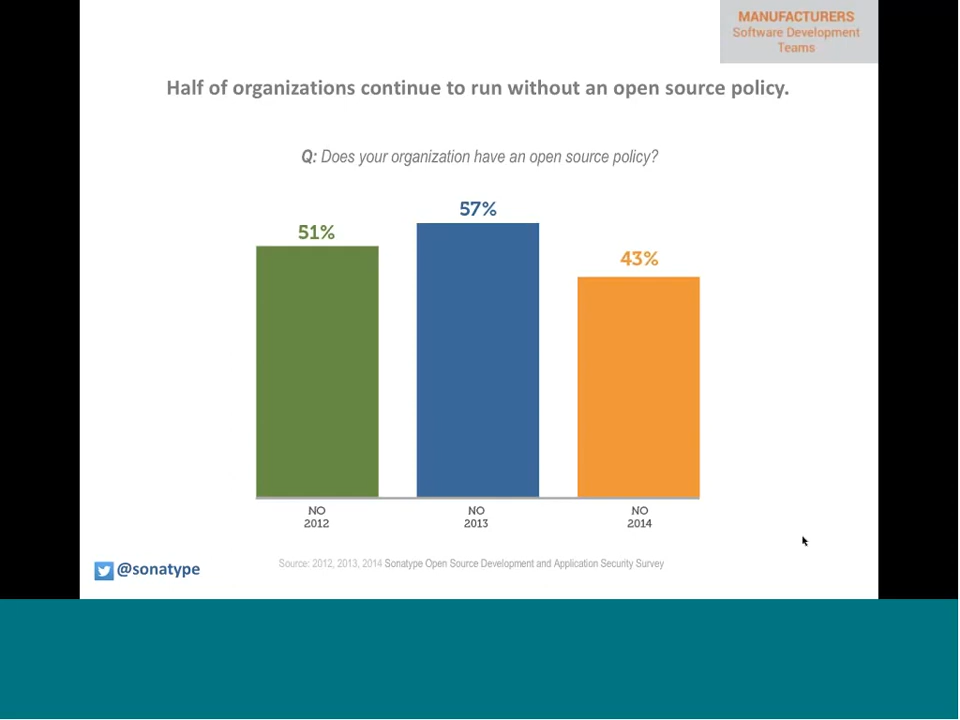 MANUFACTURERS
Software Development
Teams
Half of organizations continue to run without an open source policy.
Q: Does your organization have an open source policy?
51%
57%
43%
NO
2012
NO
2013
NO
2014
@sonatype
Source: 2012, 2013, 2014 Sonatype Open Source Development and Application Security Survey